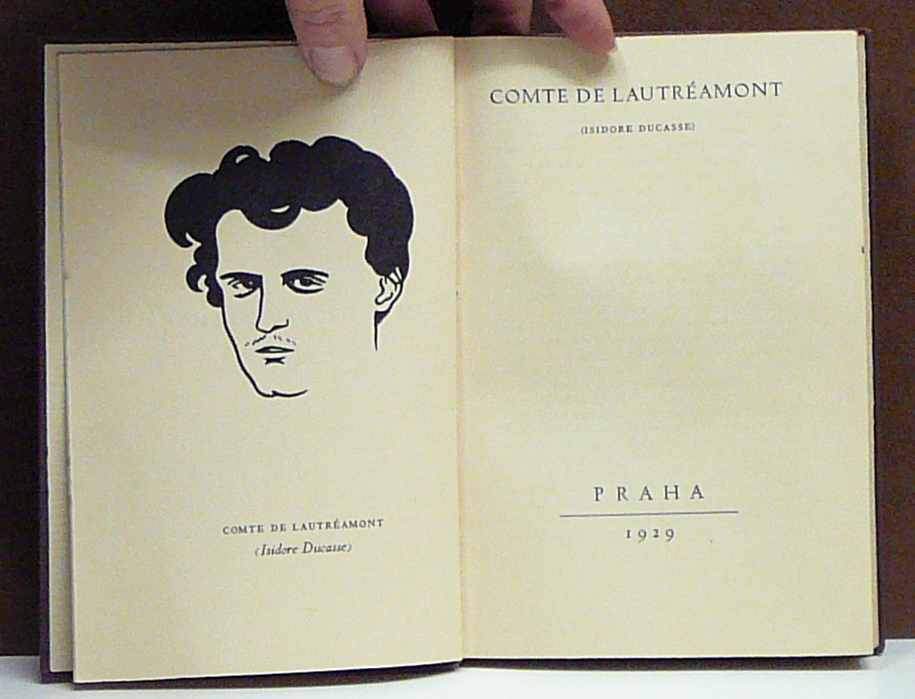 COMTE DE LAUTRÉAMONT
(Isidore Ducasse)
COMTE DE LAUTRÉAMONT
(ISIDORE DUCASSE)
PRAHA
1929